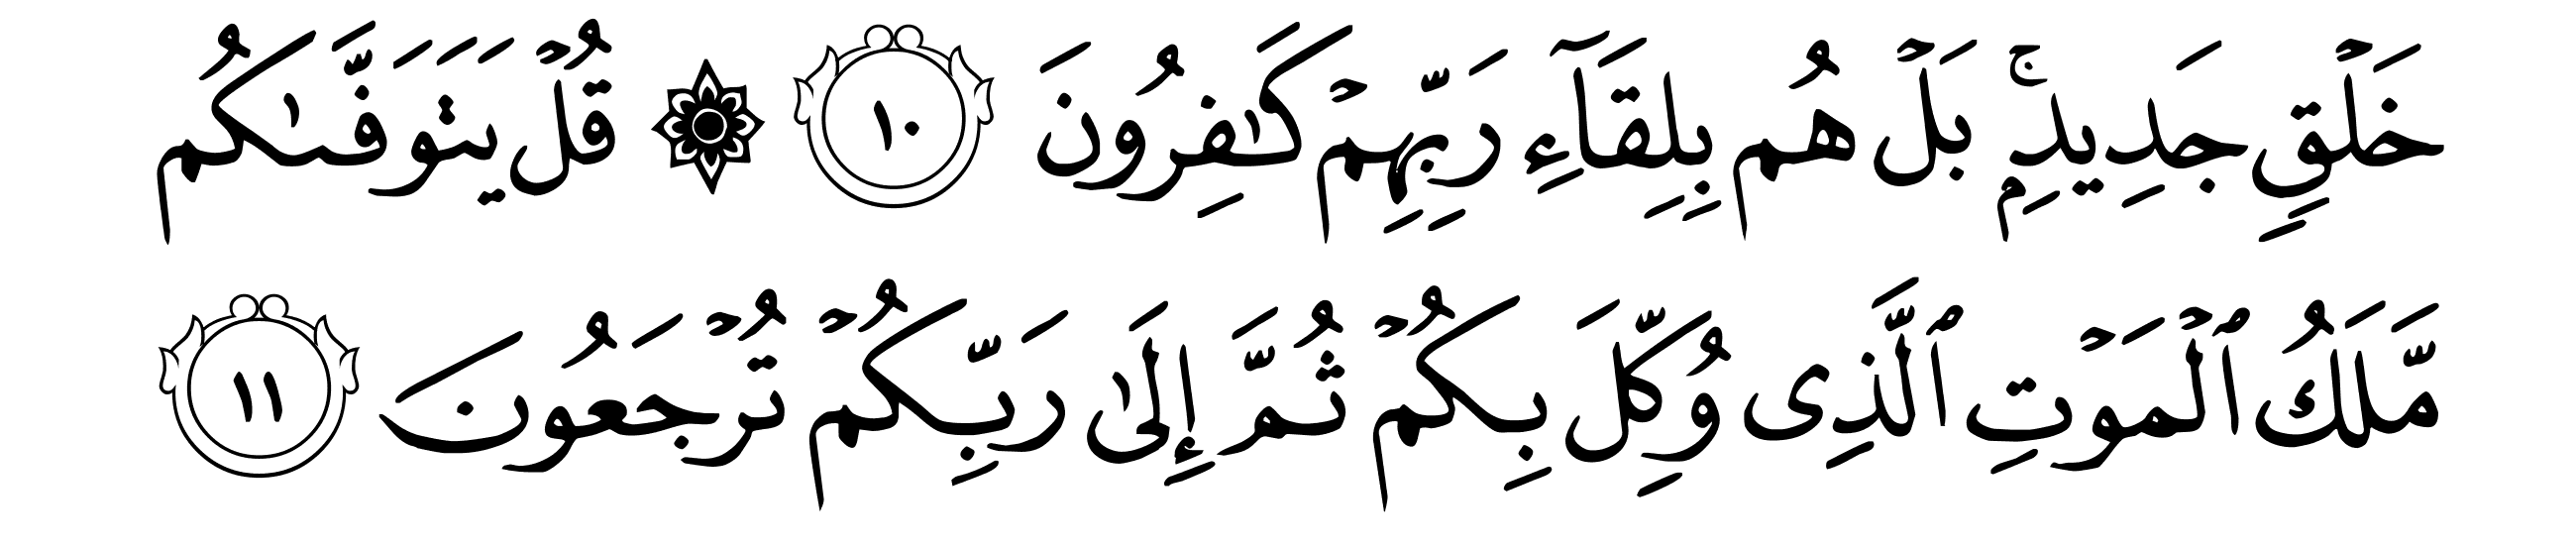 خَلۡقٍ جَدِيدِۭۚ بَلۡ هُم بِلِقَآءِ رَبِّهِمۡ كَٰفِرُونَ ١٠ ۞ قُلۡ يَتَوَفَّىٰكُم
مَّلَكُ ٱلۡمَوۡتِ ٱلَّذِى وُكِّلَ بِكُمۡ ثُمَّ إِلَىٰ رَبِّكُمۡ تُرۡجَعُونَ ١١